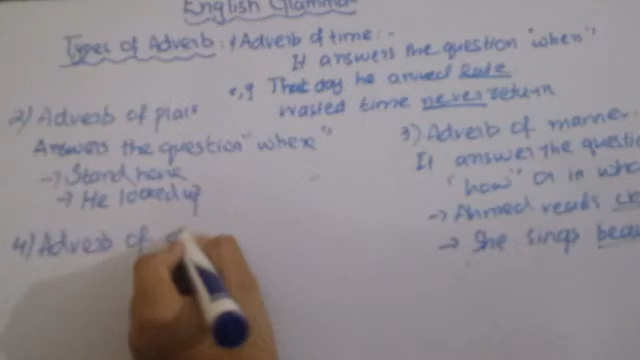 English Grammar
Types of Adverb: 1/Adverb of time:-
It answers the question "when"
e.g That day he arrived late
wasted time never return
2) Adverb of place
Answers the question "where"
→ Stand here
→ He looked up
3) Adverb of manner.
It answer the question
"how" or in
→ Ahmed reads
→ She sings
4) Adverb of